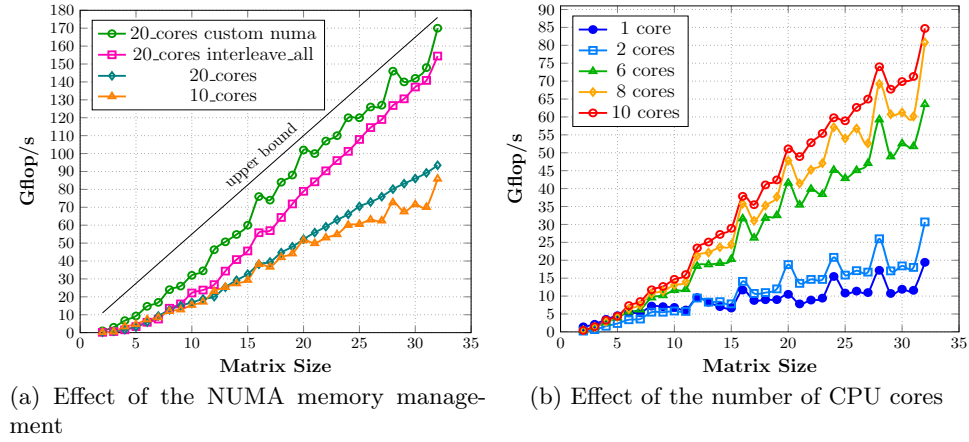 180
170
160
150
140
130
120
110
100
90
80
70
60
50
40
30
20
10
0
Gflop/s
20_cores custom numa
20_cores interleave_all
20_cores
10_cores
upper bound
0 5 10 15 20 25 30 35
Matrix Size
(a) Effect of the NUMA memory manage-
ment
90
85
80
75
70
65
60
55
50
45
40
35
30
25
20
15
10
5
0
Gflop/s
1 core
2 cores
6 cores
8 cores
10 cores
0 5 10 15 20 25 30 35
Matrix Size
(b) Effect of the number of CPU cores